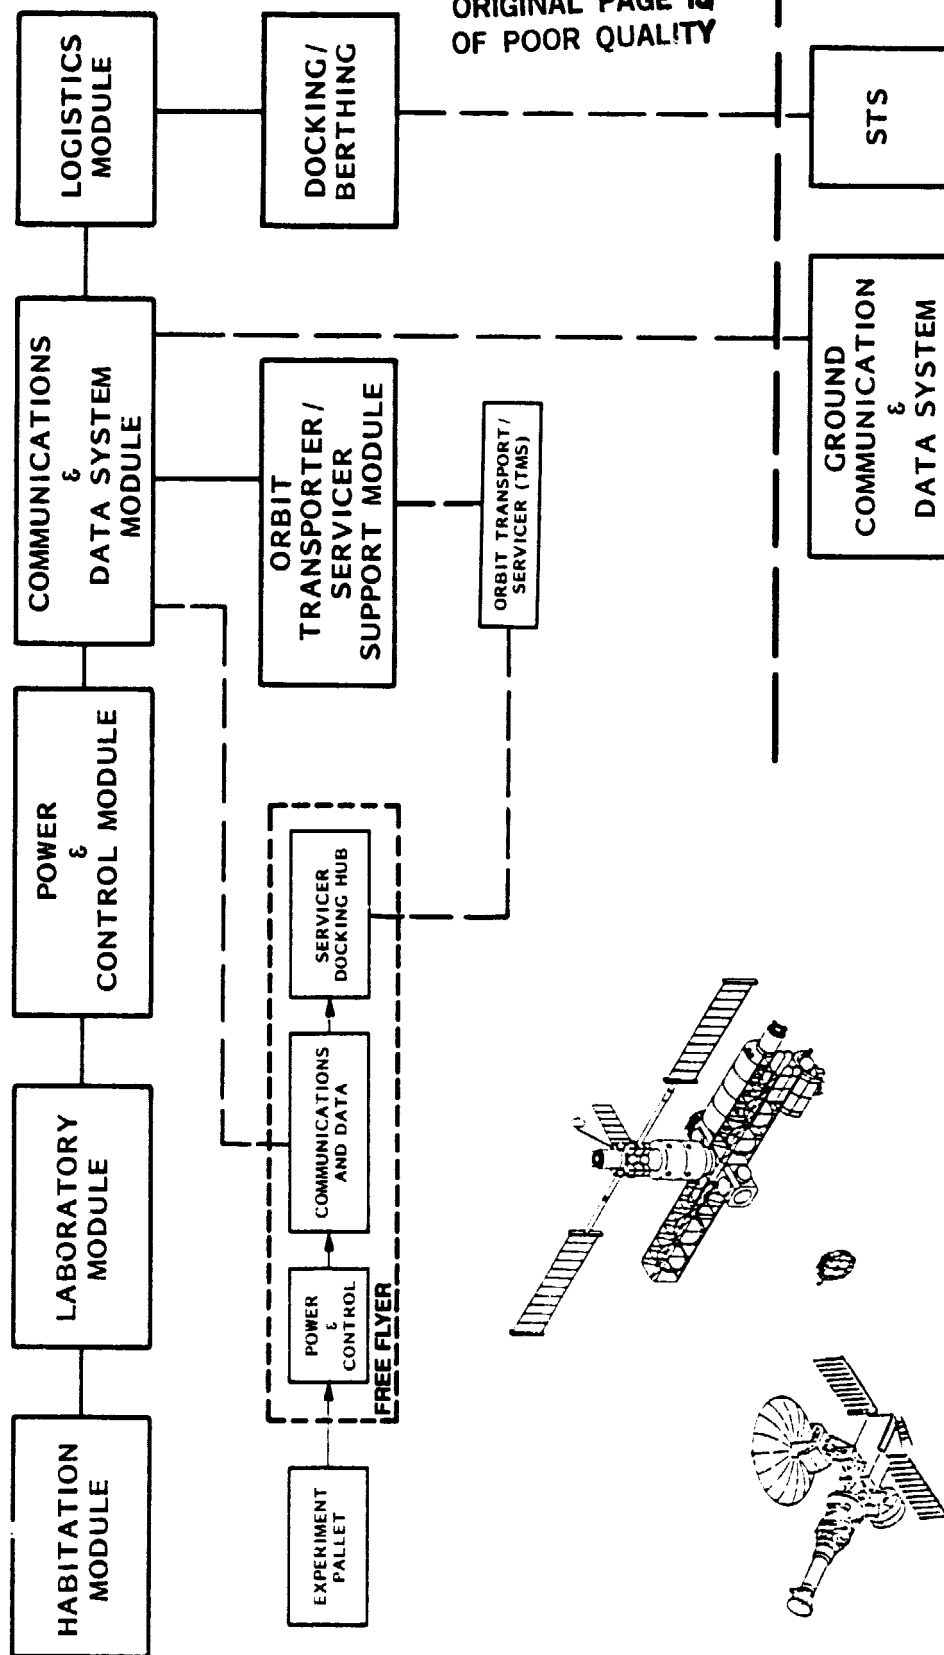 ORIGINAL PAGE IS
OF POOR QUALITY
HABITATION
MODULE
LABORATORY
MODULE
POWER
&
CONTROL MODULE
COMMUNICATIONS
&
DATA SYSTEM
MODULE
LOGISTICS
MODULE
EXPERIMENT
PALLET
POWER
&
CONTROL
COMMUNICATIONS
AND DATA
SERVICER
DOCKING HUB
FREE FLYER
ORBIT
TRANSPORTER/
SERVICER
SUPPORT MODULE
DOCKING/
BERTHING
ORBIT TRANSPORT/
SERVICER (TMS)
GROUND
COMMUNICATION
&
DATA SYSTEM
STS